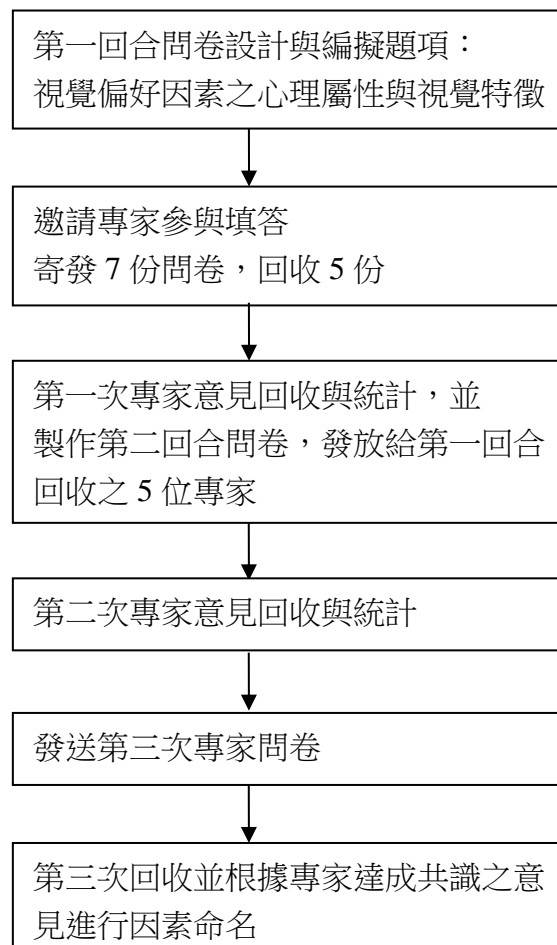 第一回合問卷設計與編擬題項：
視覺偏好因素之心理屬性與視覺特徵
邀請專家參與填答
寄發 7 份問卷，回收 5 份
第一次專家意見回收與統計，並
製作第二回合問卷，發放給第一回合
回收之 5 位專家
第二次專家意見回收與統計
發送第三次專家問卷
第三次回收並根據專家達成共識之意
見進行因素命名